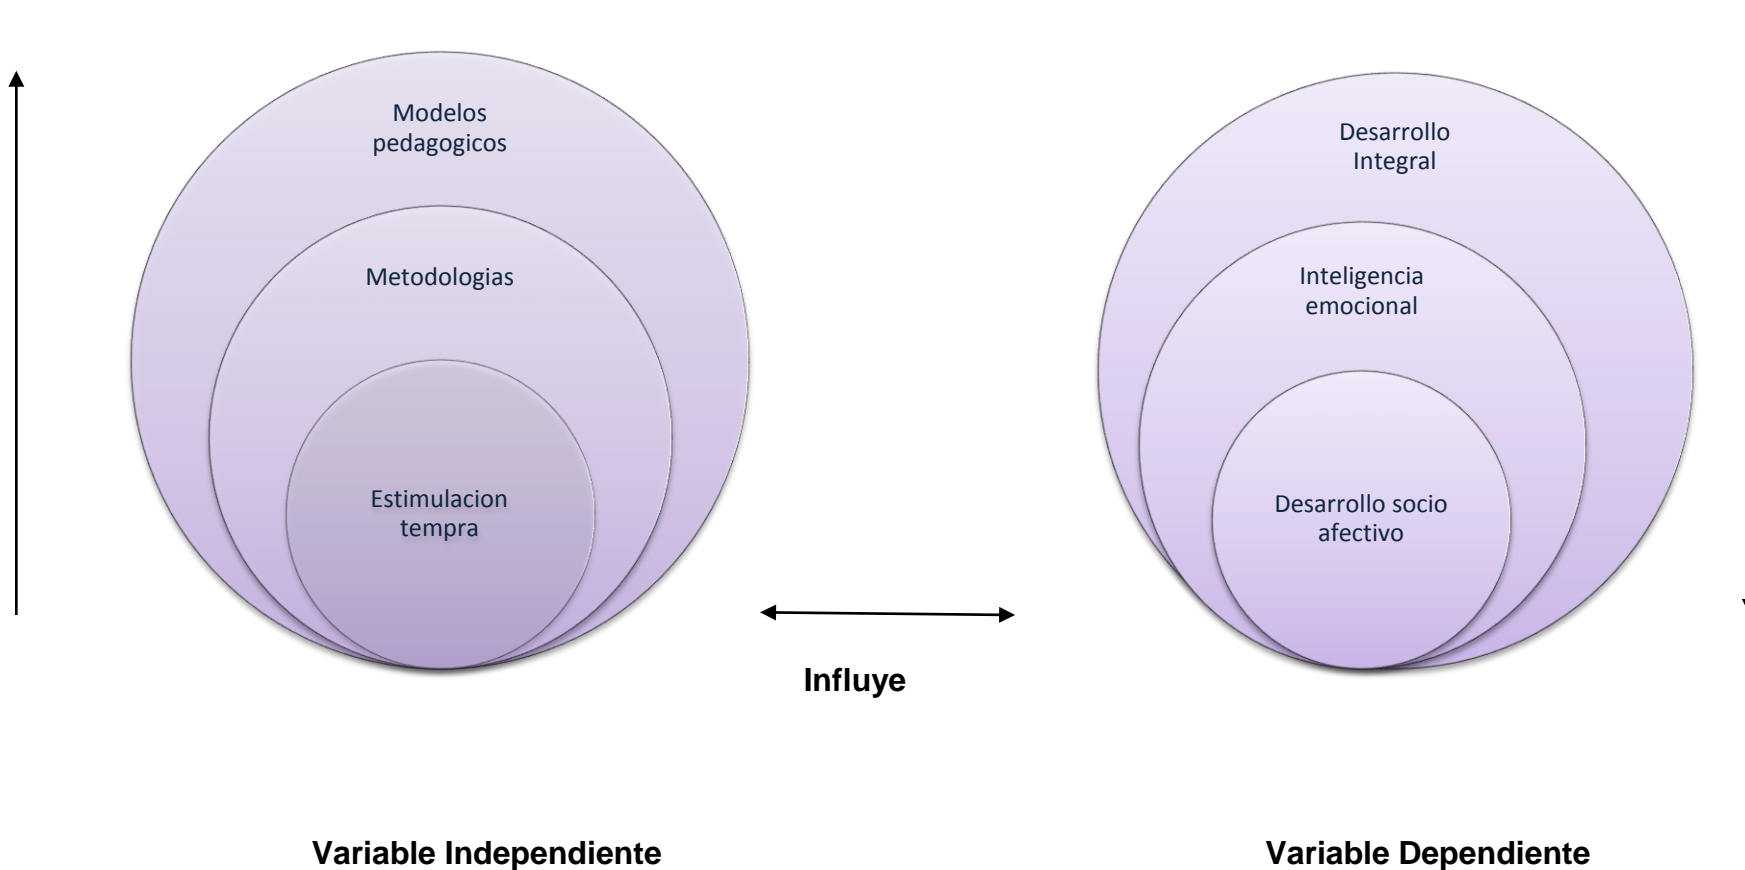 Modelos
pedagogicos
Metodologias
Estimulacion
tempra
Desarrollo
Integral
Inteligencia
emocional
Desarrollo socio
afectivo
Influye
Variable Independiente
Variable Dependiente